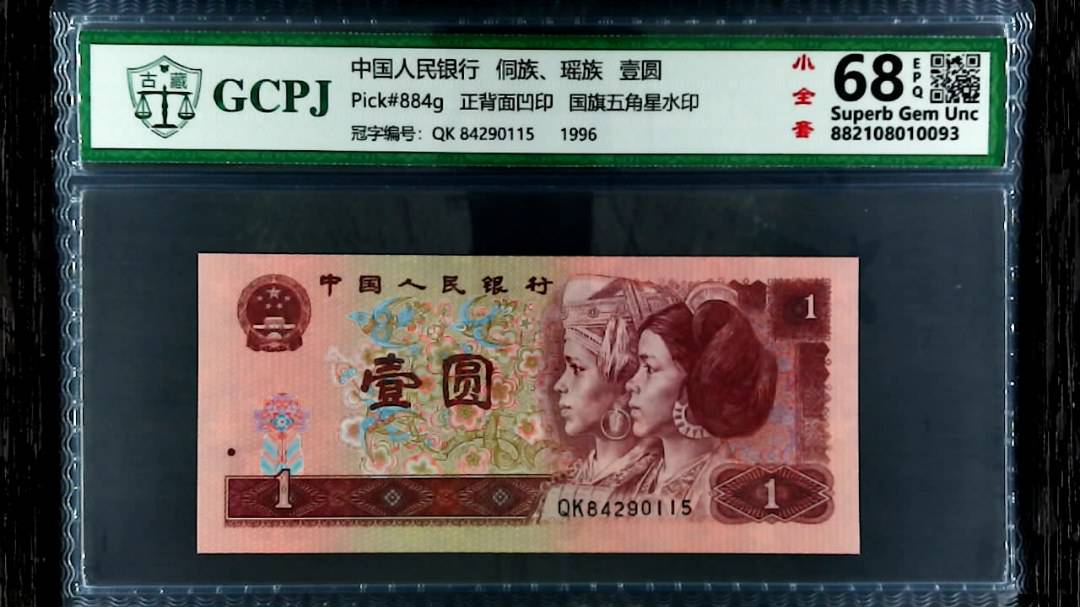 古 藏
GCPJ
中国人民银行 侗族、瑶族 壹圆
Pick#884g 正背面凹印 国旗五角星水印
冠字编号: QK 84290115 1996
小全套
68
EPQ
Superb Gem Unc
882108010093
中国人民银行
1
壹圆
1
QK84290115
1